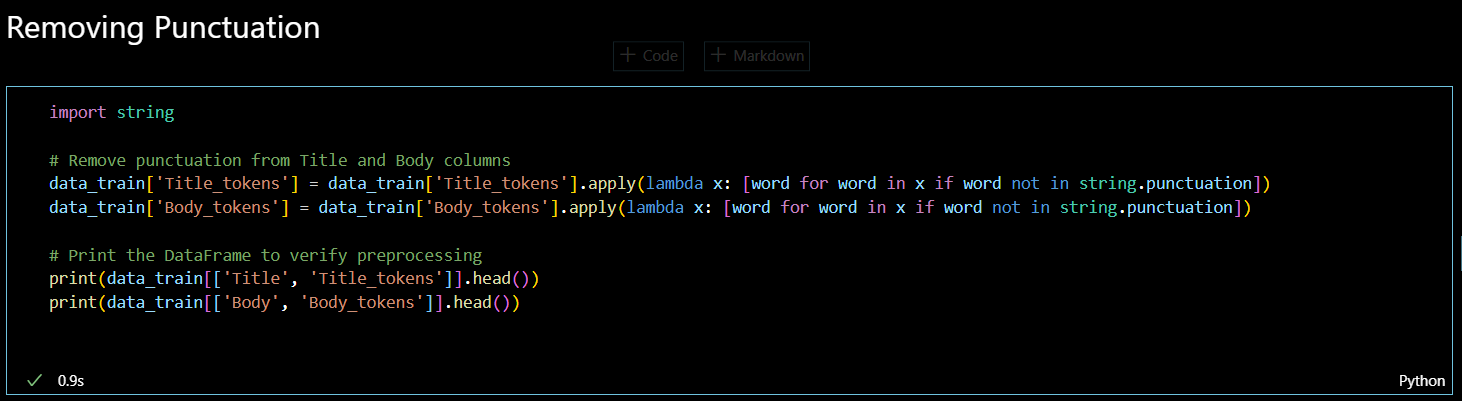 Removing Punctuation
+ Code + Markdown
import string
# Remove punctuation from Title and Body columns
data_train['Title_tokens'] = data_train['Title_tokens'].apply(lambda x: [word for word in x if word not in string.punctuation])
data_train['Body_tokens'] = data_train['Body_tokens'].apply(lambda x: [word for word in x if word not in string.punctuation])
# Print the DataFrame to verify preprocessing
print(data_train[['Title', 'Title_tokens']].head())
print(data_train[['Body', 'Body_tokens']].head())
0.9s
Python